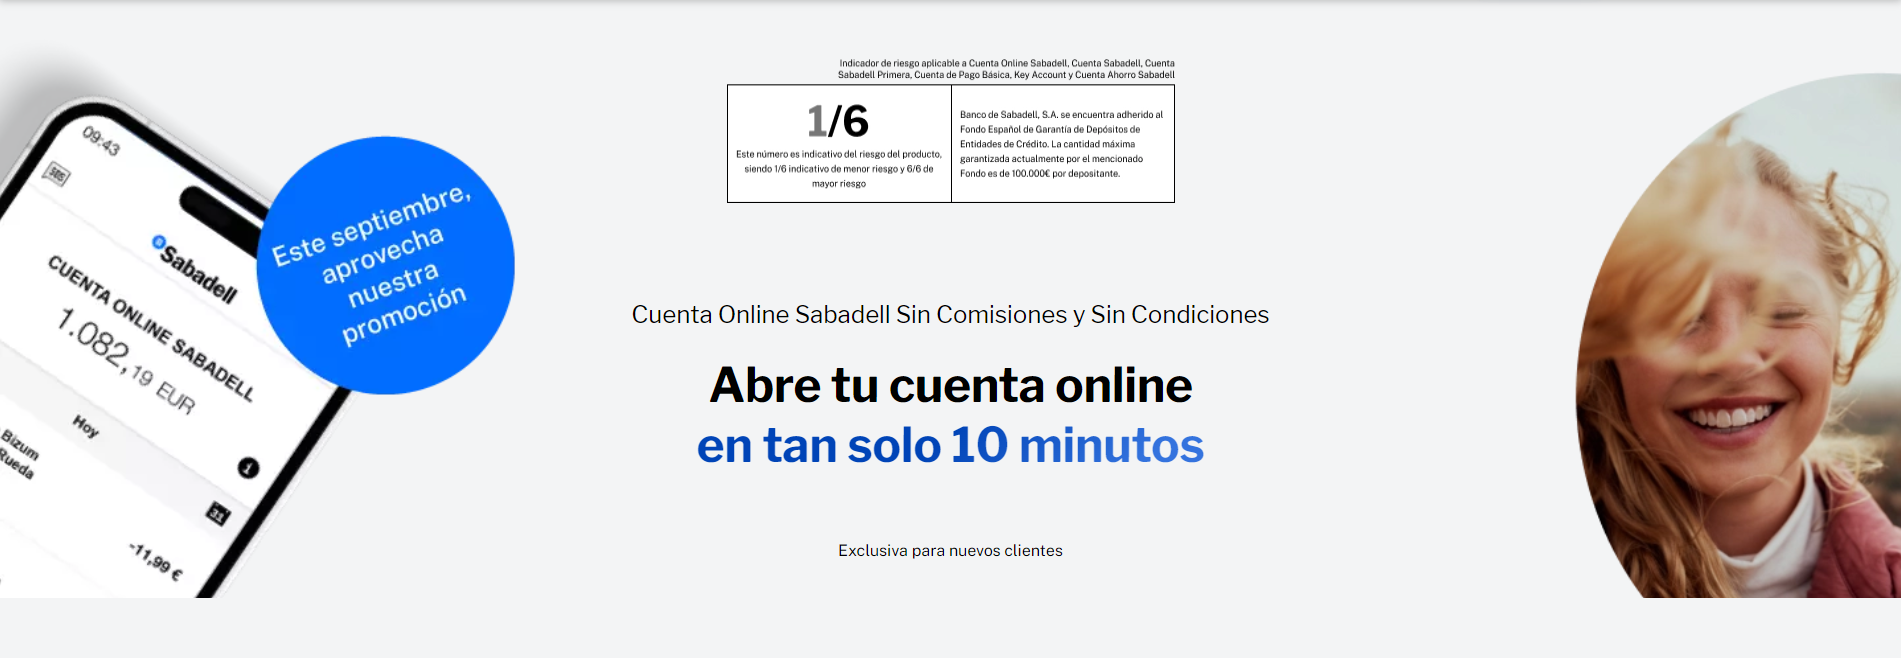 Indicador de riesgo aplicable a Cuenta Online Sabadell, Cuenta Sabadell, Cuenta
Sabadell Primera, Cuenta de Pago Básica, Key Account y Cuenta Ahorro Sabadell
1/6
Este número es indicativo del riesgo del producto,
siendo 1/6 indicativo de menor riesgo y 6/6 de
mayor riesgo
Banco de Sabadell, S.A. se encuentra adherido al
Fondo Español de Garantía de Depósitos de
Entidades de Crédito. La cantidad máxima
garantizada actualmente por el mencionado
Fondo es de 100.000€ por depositante.
09:43
Sabadell
CUENTA ONLINE SABADELL
1.082,19 EUR
Hoy
1
Bizum
Rueda
31
-11,99 €
Este septiembre,
aprovecha
nuestra
promoción
Cuenta Online Sabadell Sin Comisiones y Sin Condiciones
Abre tu cuenta online
en tan solo 10 minutos
Exclusiva para nuevos clientes